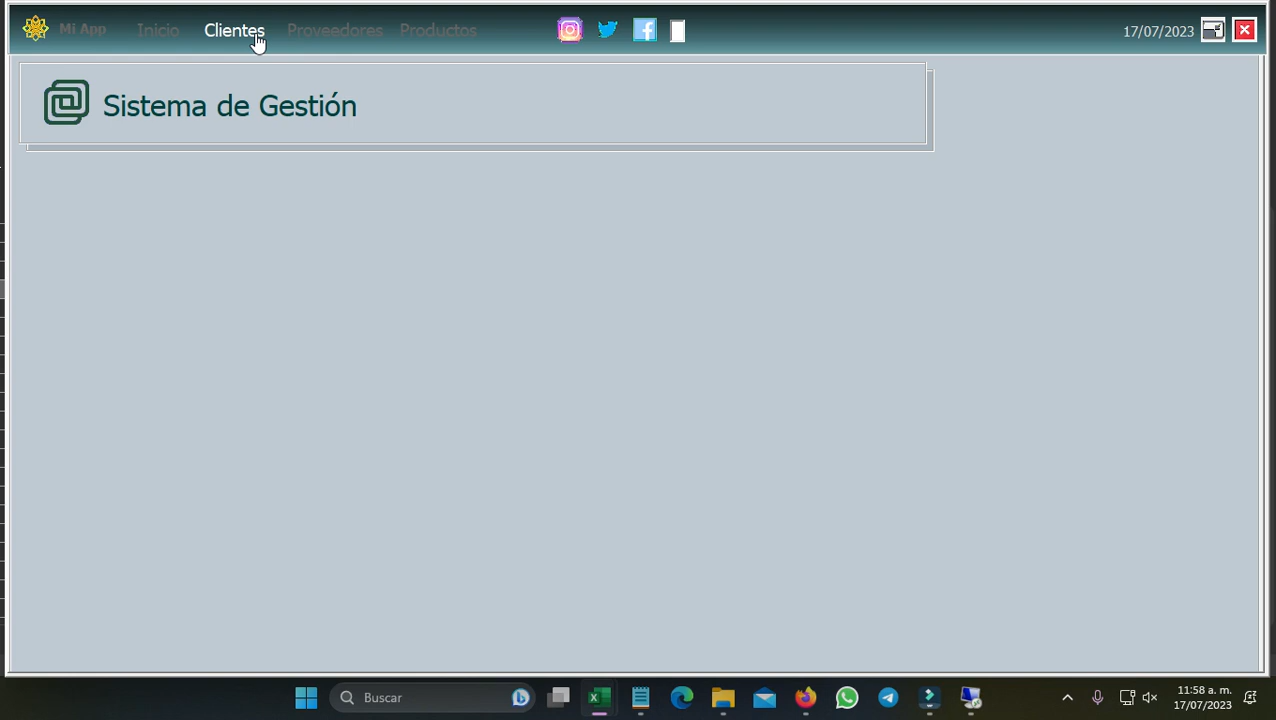 Mi App Inicio Clientes Proveedores Productos 17/07/2023
Sistema de Gestión
Buscar
11:58 a. m.
17/07/2023